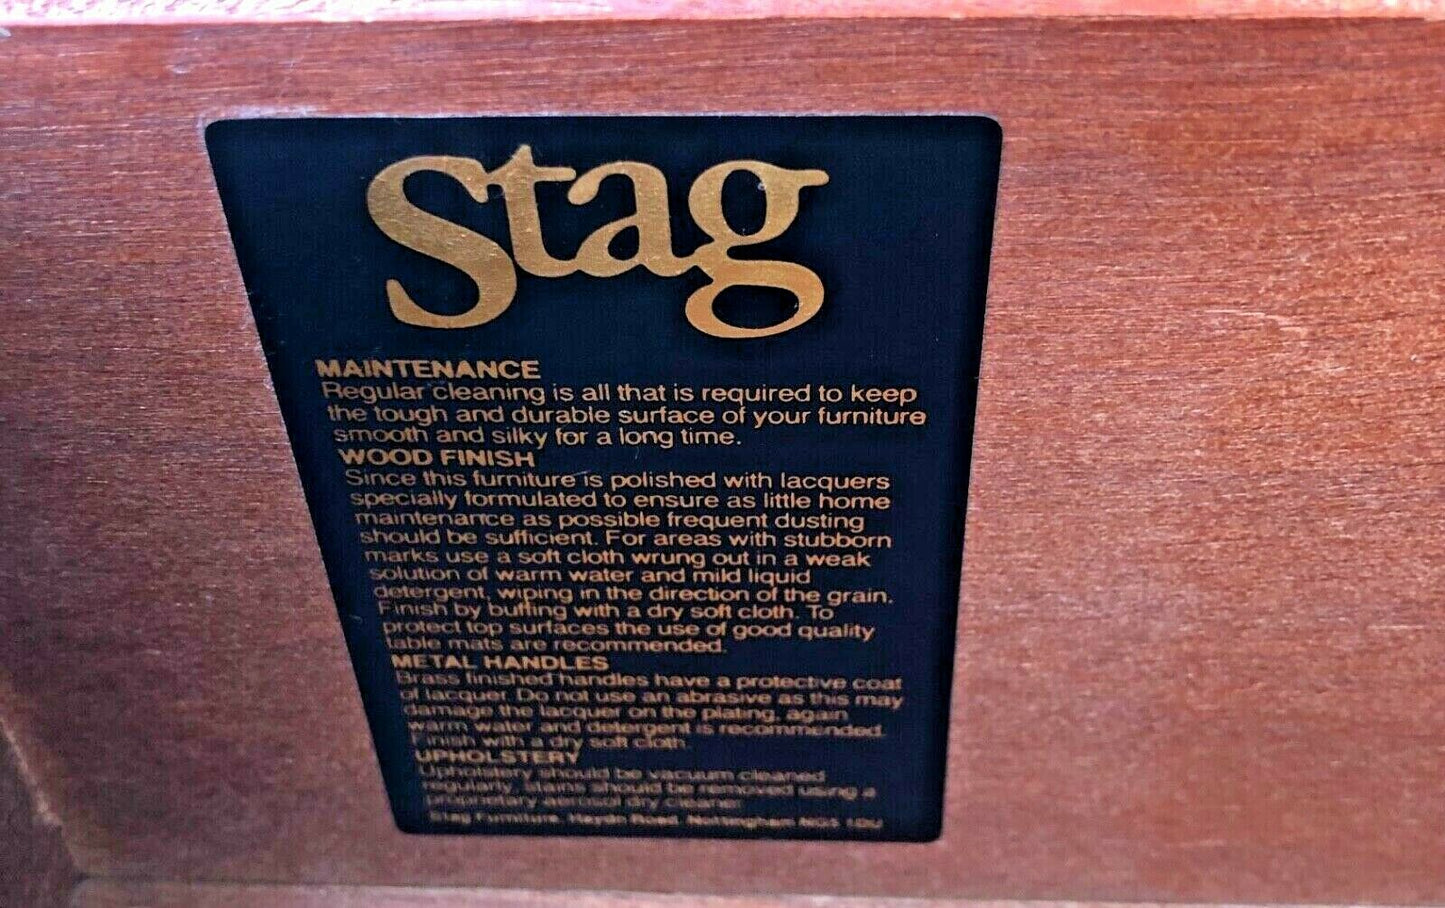 Stag
MAINTENANCE
Regular cleaning is all that is required to keep
the tough and durable surface of your furniture
smooth and silky for a long time.
WOOD FINISH
Since this furniture is polished with lacquers
specially formulated to ensure as little home
maintenance as possible frequent dusting
should be sufficient. For areas with stubborn
marks use a soft cloth wrung out in a weak
solution of warm water and mild liquid
detergent, wiping in the direction of the grain.
Finish by buffing with a dry soft cloth. To
protect top surfaces the use of good quality
table mats are recommended.
METAL HANDLES
Brass finished handles have a protective coat
of lacquer. Do not use an abrasive as this may
damage the lacquer on the plating, again
warm water and detergent is recommended.
Finish with a dry soft cloth.
UPHOLSTERY
Upholstery should be vacuum cleaned
regularly, stains should be removed using a
proprietary aerosol dry cleaner.
Stag Furniture, Haydn Road, Nottingham NG5 1DU